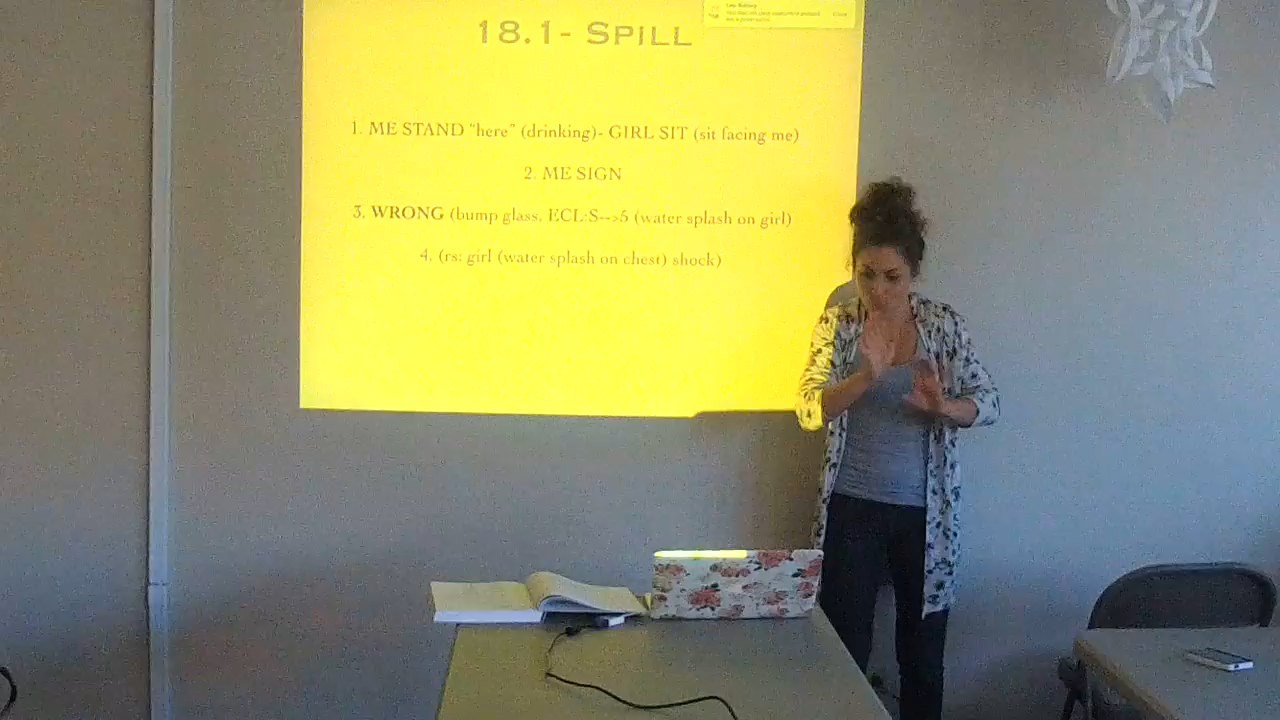 18.1- SPILL
1. ME STAND "here" (drinking)- GIRL SIT (sit facing me)
2. ME SIGN
3. WRONG (bump glass, ECL:S-->5 (water splash on girl)
4. (rs: girl (water splash on chest) shock)